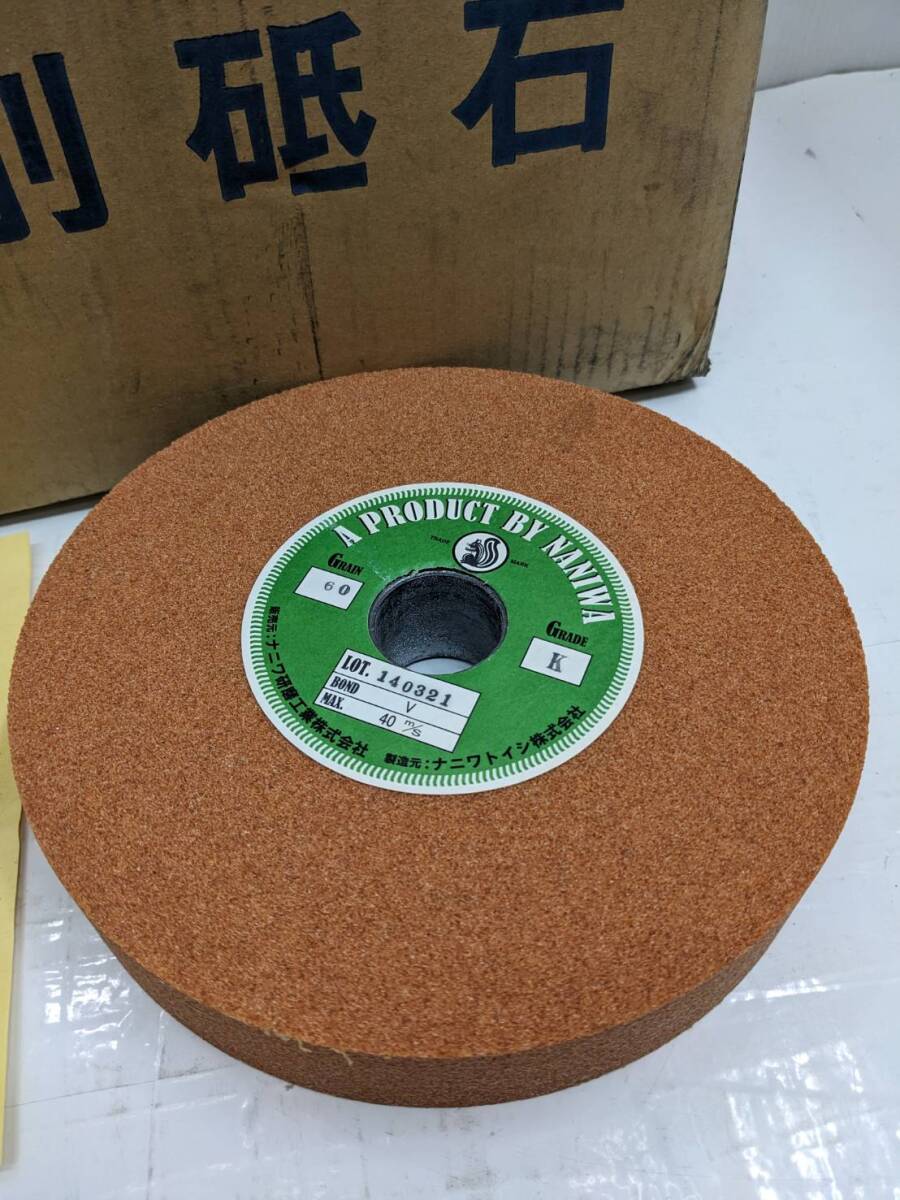 削砥石
A PRODUCT BY NANIWA
TRADE MARK
GRAIN
60
GRADE
K
LOT. 140321
BOND V
MAX. 40 m/s
販売元:ナニワ研磨工業株式会社
製造元:ナニワトイシ株式会社